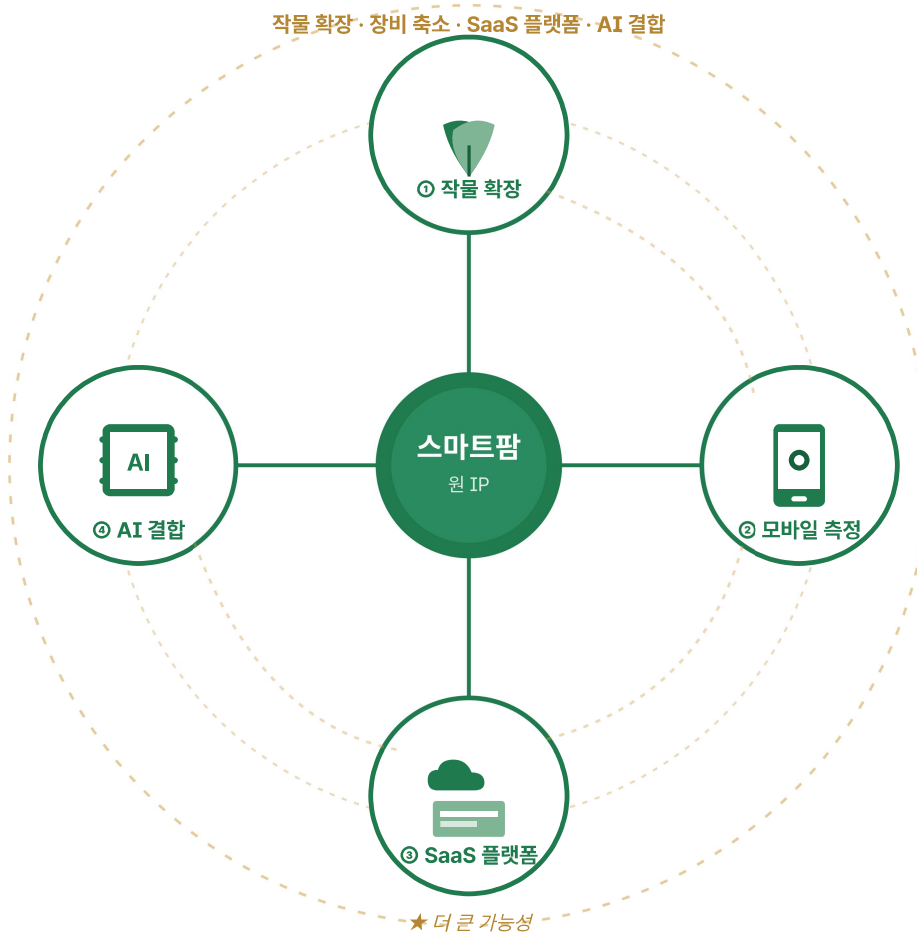 작물 확장 · 장비 축소 · SaaS 플랫폼 · AI 결합
① 작물 확장
스마트팜
원 IP
AI
④ AI 결합
② 모바일 측정
③ SaaS 플랫폼
★ 더 큰 가능성